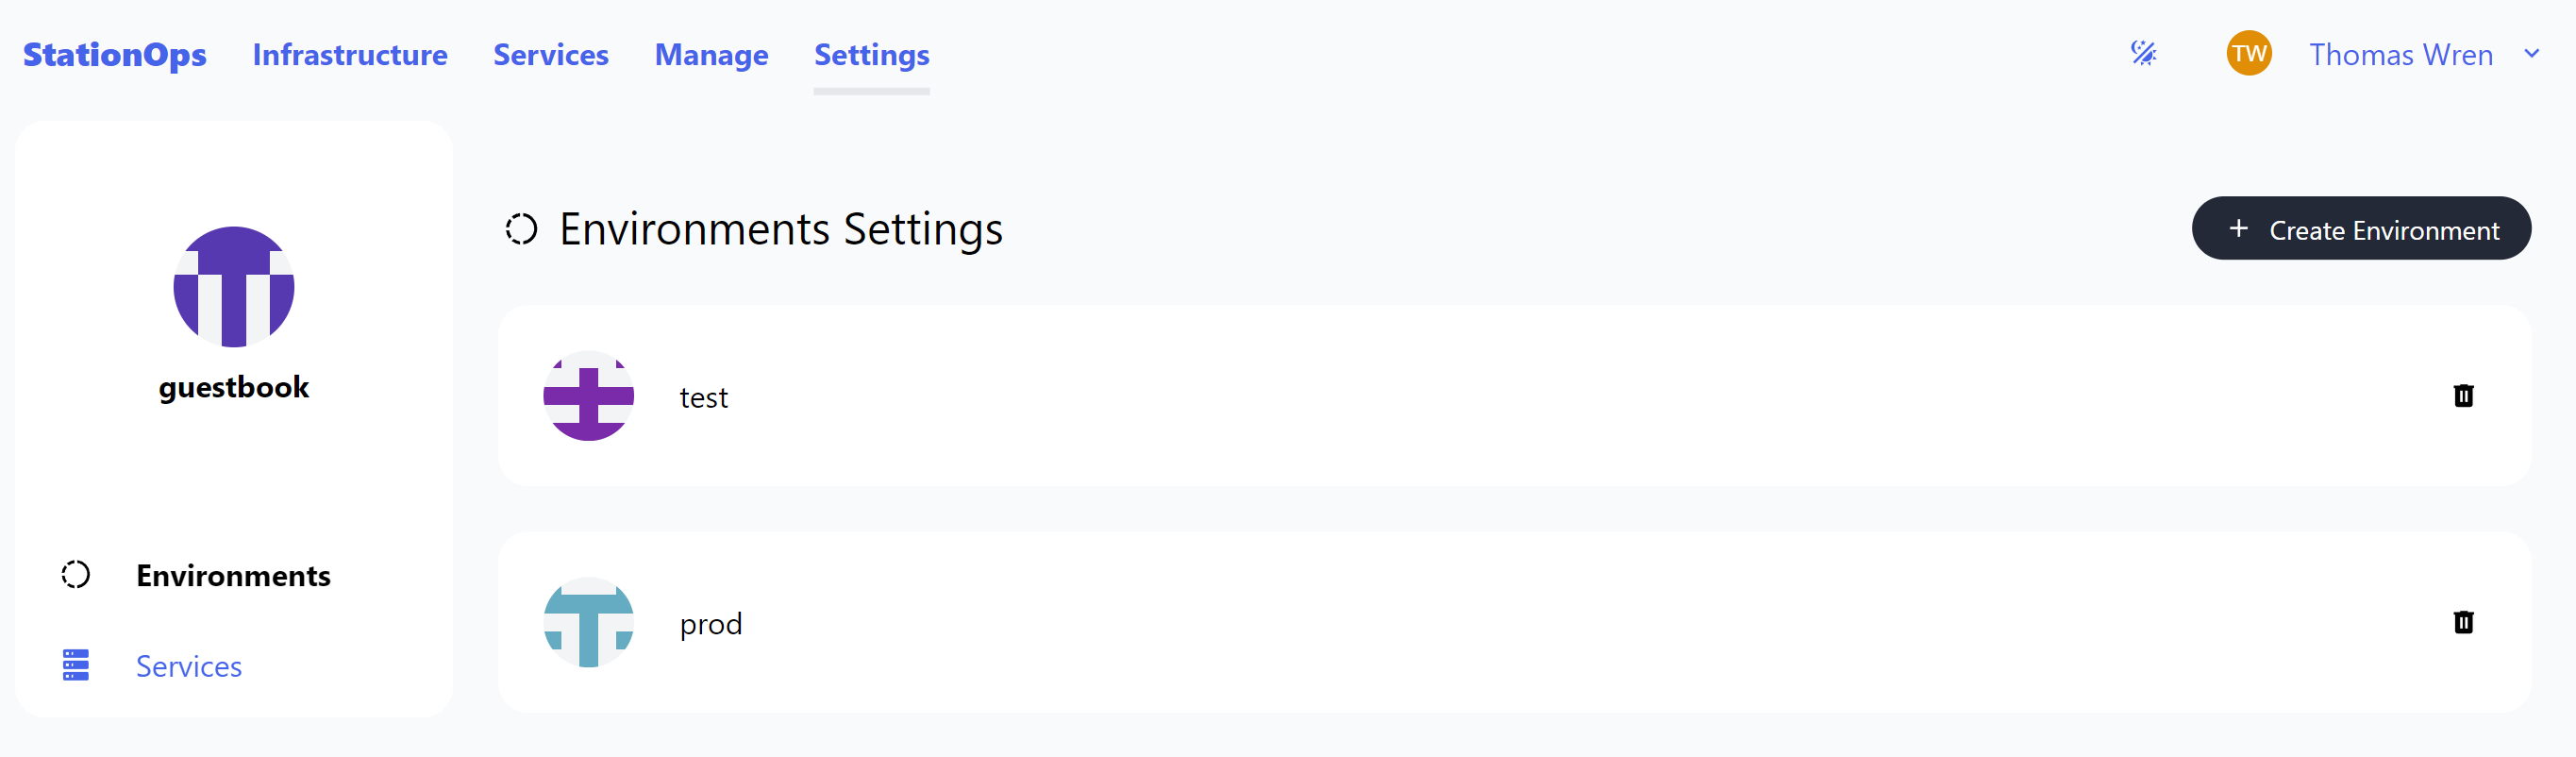 StationOps Infrastructure Services Manage Settings TW Thomas Wren
guestbook
Environments
Services
Environments Settings
+ Create Environment
test
prod